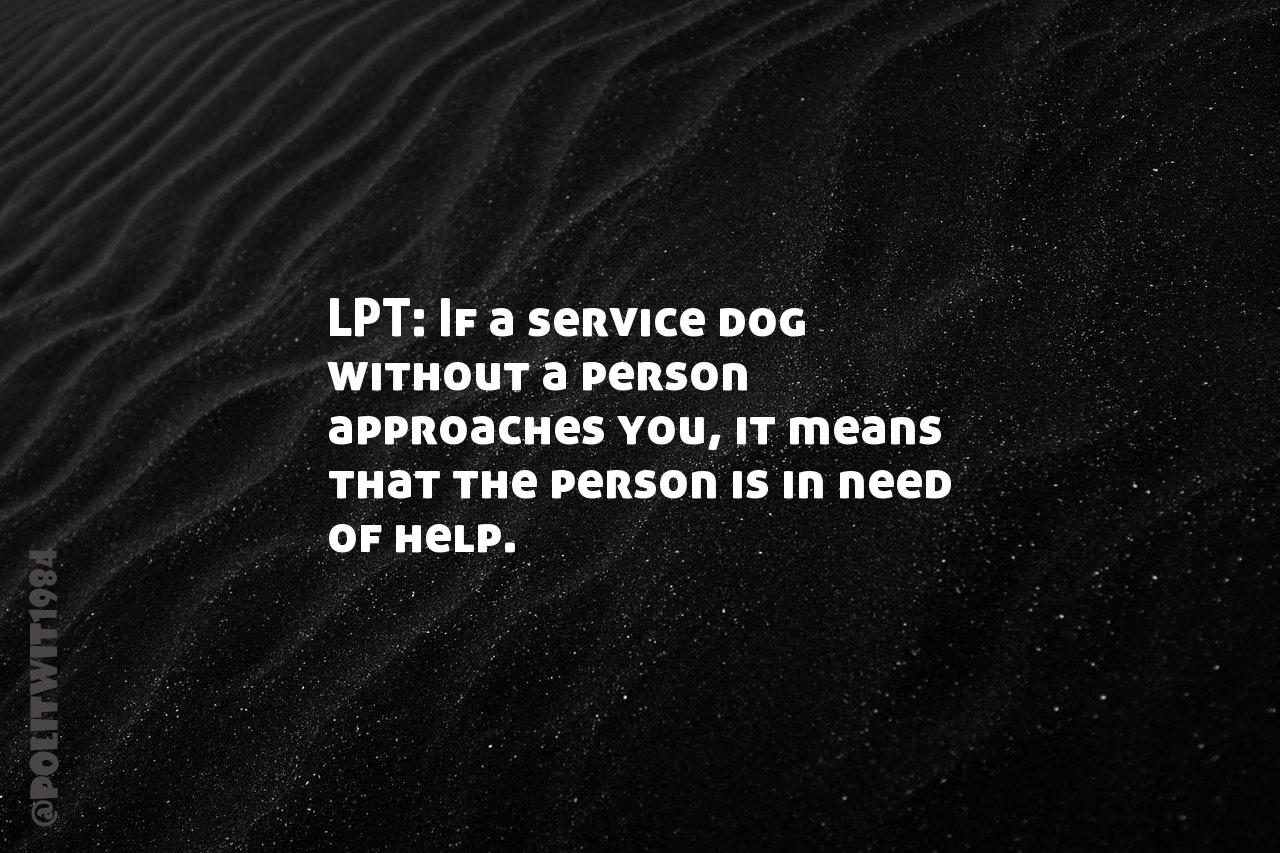 LPT: If a service dog
without a person
approaches you, it means
that the person is in need
of help.
@politwit1984